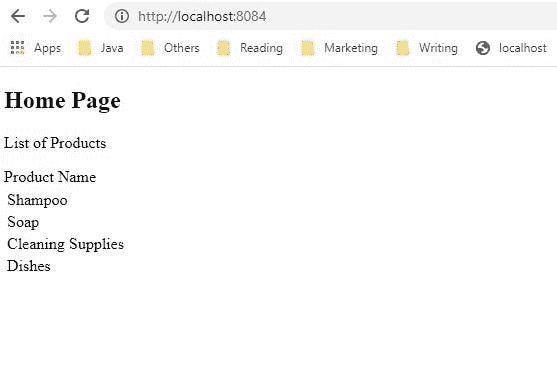 http://localhost:8084
Apps Java Others Reading Marketing Writing localhost
Home Page
List of Products
Product Name
Shampoo
Soap
Cleaning Supplies
Dishes